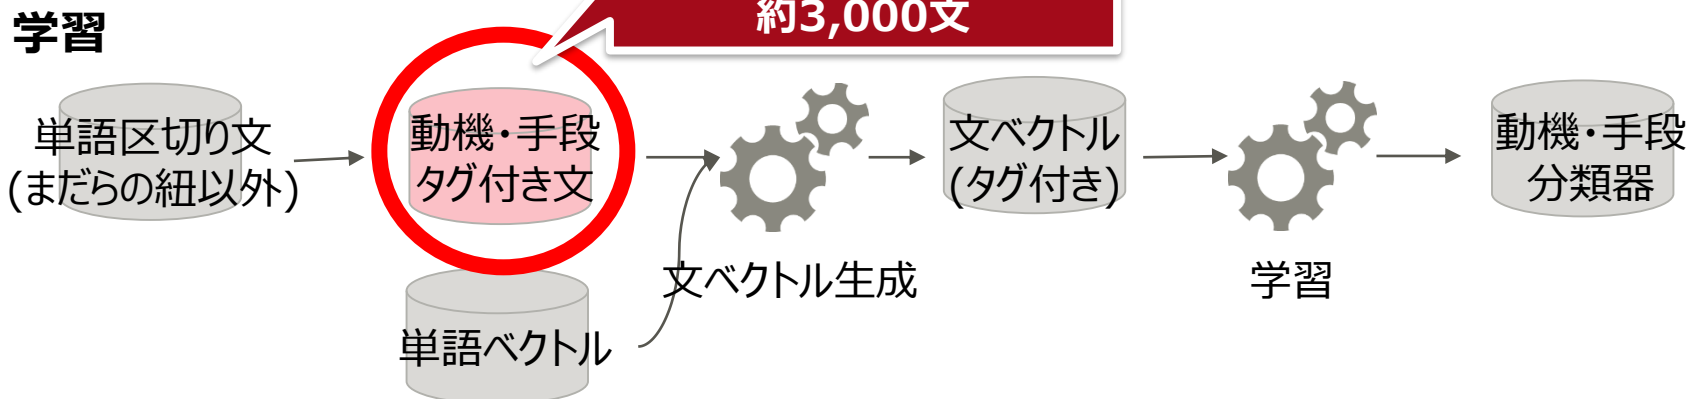 学習
約3,000文
単語区切り文
(まだらの紐以外)
動機・手段
タグ付き文
文ベクトル
(タグ付き)
動機・手段
分類器
文ベクトル生成
学習
単語ベクトル